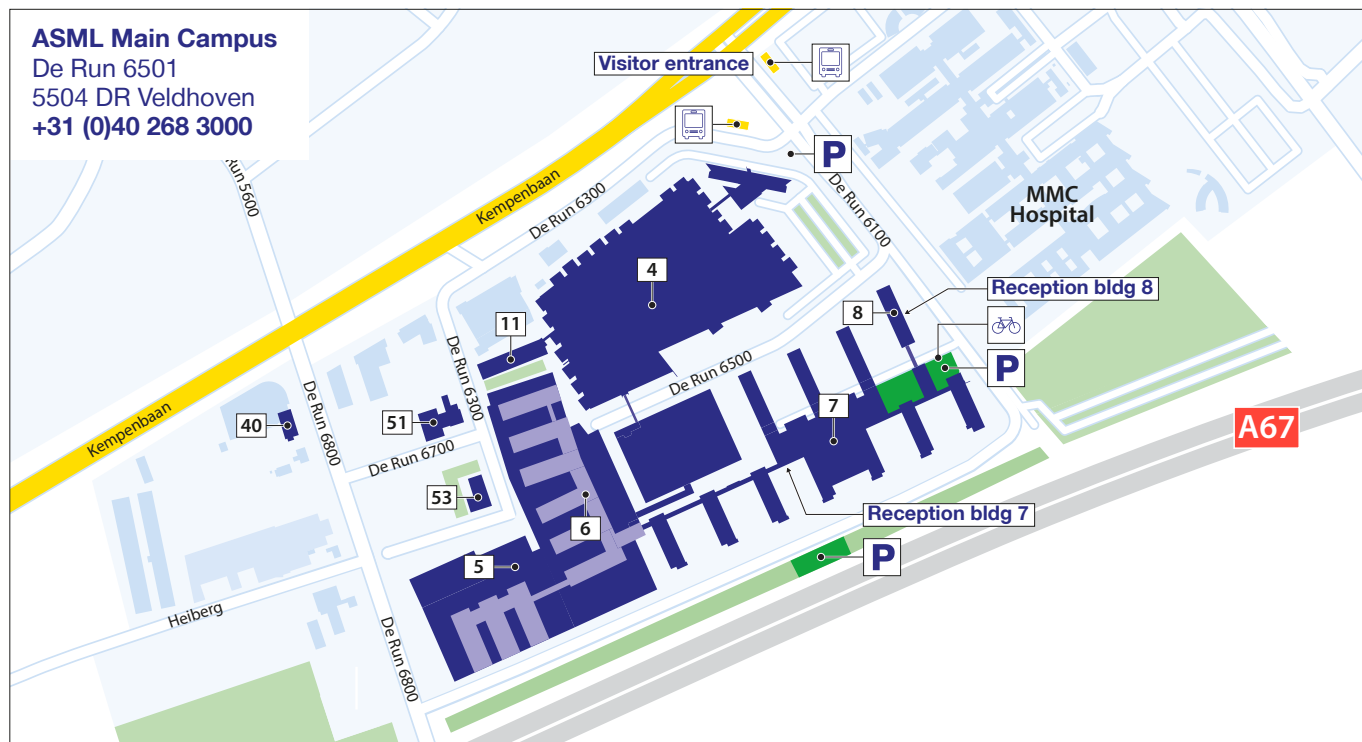 ASML Main Campus
De Run 6501
5504 DR Veldhoven
+31 (0)40 268 3000
Visitor entrance
P
MMC
Hospital
Run 5600
Kempenbaan
De Run 6300
De Run 6100
4
Reception bldg 8
8
11
P
De Run 6300
De Run 6500
De Run 6800
7
A67
Kempenbaan
40
51
De Run 6700
53
6
Reception bldg 7
5
P
Heiberg
De Run 6800